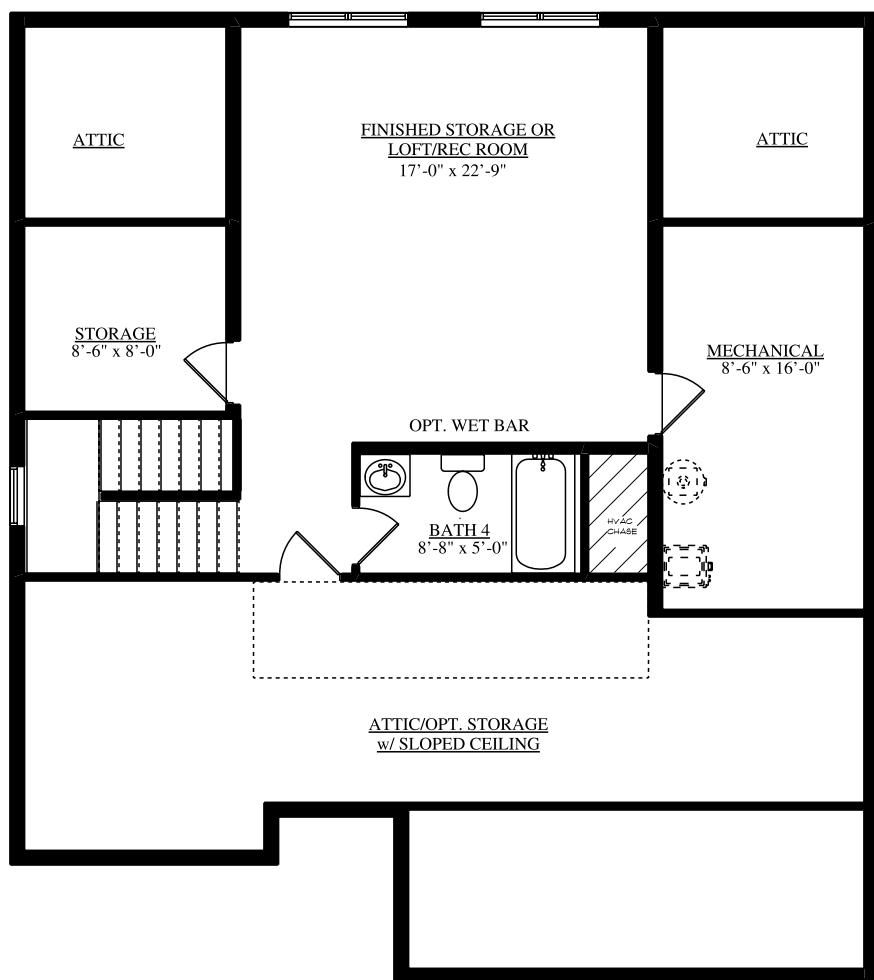 ATTIC
FINISHED STORAGE OR
LOFT/REC ROOM
17'-0" x 22'-9"
ATTIC
STORAGE
8'-6" x 8'-0"
MECHANICAL
8'-6" x 16'-0"
OPT. WET BAR
BATH 4
8'-8" x 5'-0"
HVAC
CHASE
ATTIC/OPT. STORAGE
w/ SLOPED CEILING